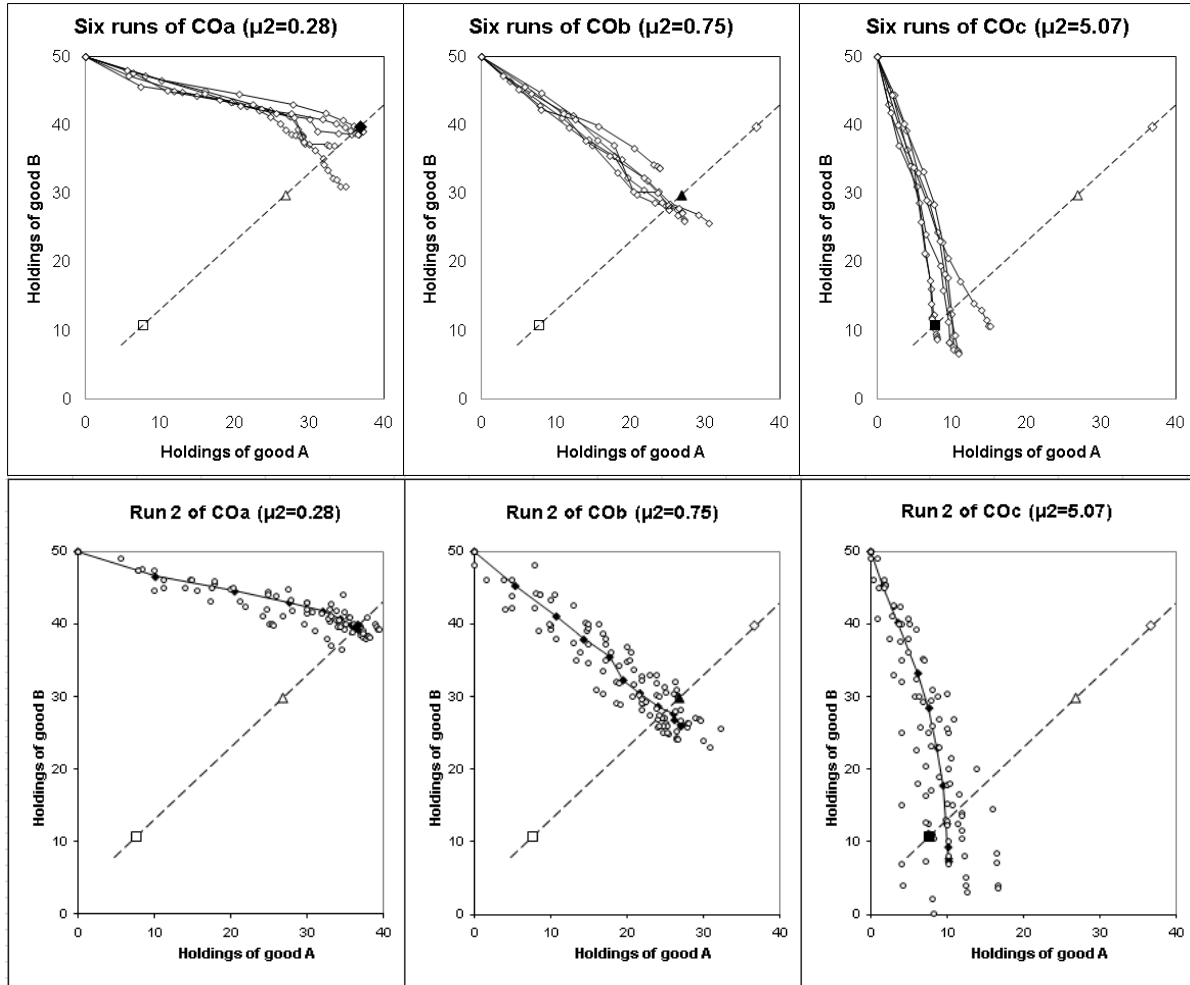 Six runs of COa (μ2=0.28)
Holdings of good B
50
40
30
20
10
0
0 10 20 30 40
Holdings of good A
Six runs of COb (μ2=0.75)
Holdings of good B
50
40
30
20
10
0
0 10 20 30 40
Holdings of good A
Six runs of COc (μ2=5.07)
Holdings of good B
50
40
30
20
10
0
0 10 20 30 40
Holdings of good A
Run 2 of COa (μ2=0.28)
Holdings of good B
50
40
30
20
10
0
0 10 20 30 40
Holdings of good A
Run 2 of COb (μ2=0.75)
Holdings of good B
50
40
30
20
10
0
0 10 20 30 40
Holdings of good A
Run 2 of COc (μ2=5.07)
Holdings of good B
50
40
30
20
10
0
0 10 20 30 40
Holdings of good A